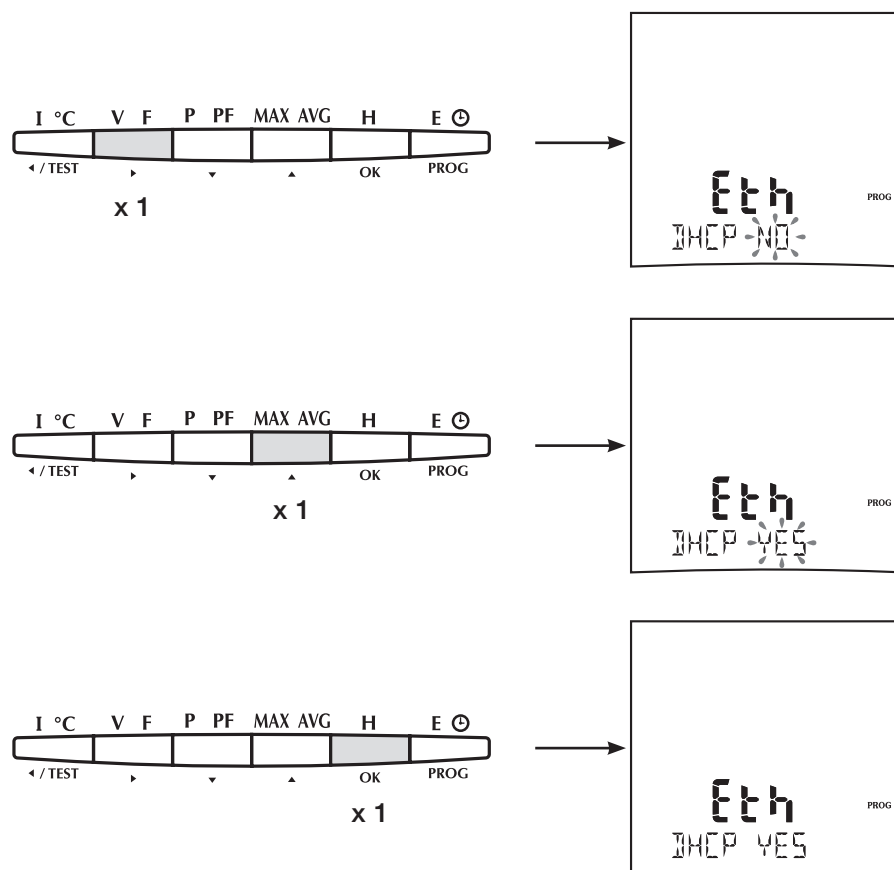 I °C V F P PF MAX AVG H E
◂ / TEST ▸ ▾ ▴ OK PROG
x 1
Eth
PROG
DHCP NO
I °C V F P PF MAX AVG H E
◂ / TEST ▸ ▾ ▴ OK PROG
x 1
Eth
PROG
DHCP YES
I °C V F P PF MAX AVG H E
◂ / TEST ▸ ▾ ▴ OK PROG
x 1
Eth
PROG
DHCP YES